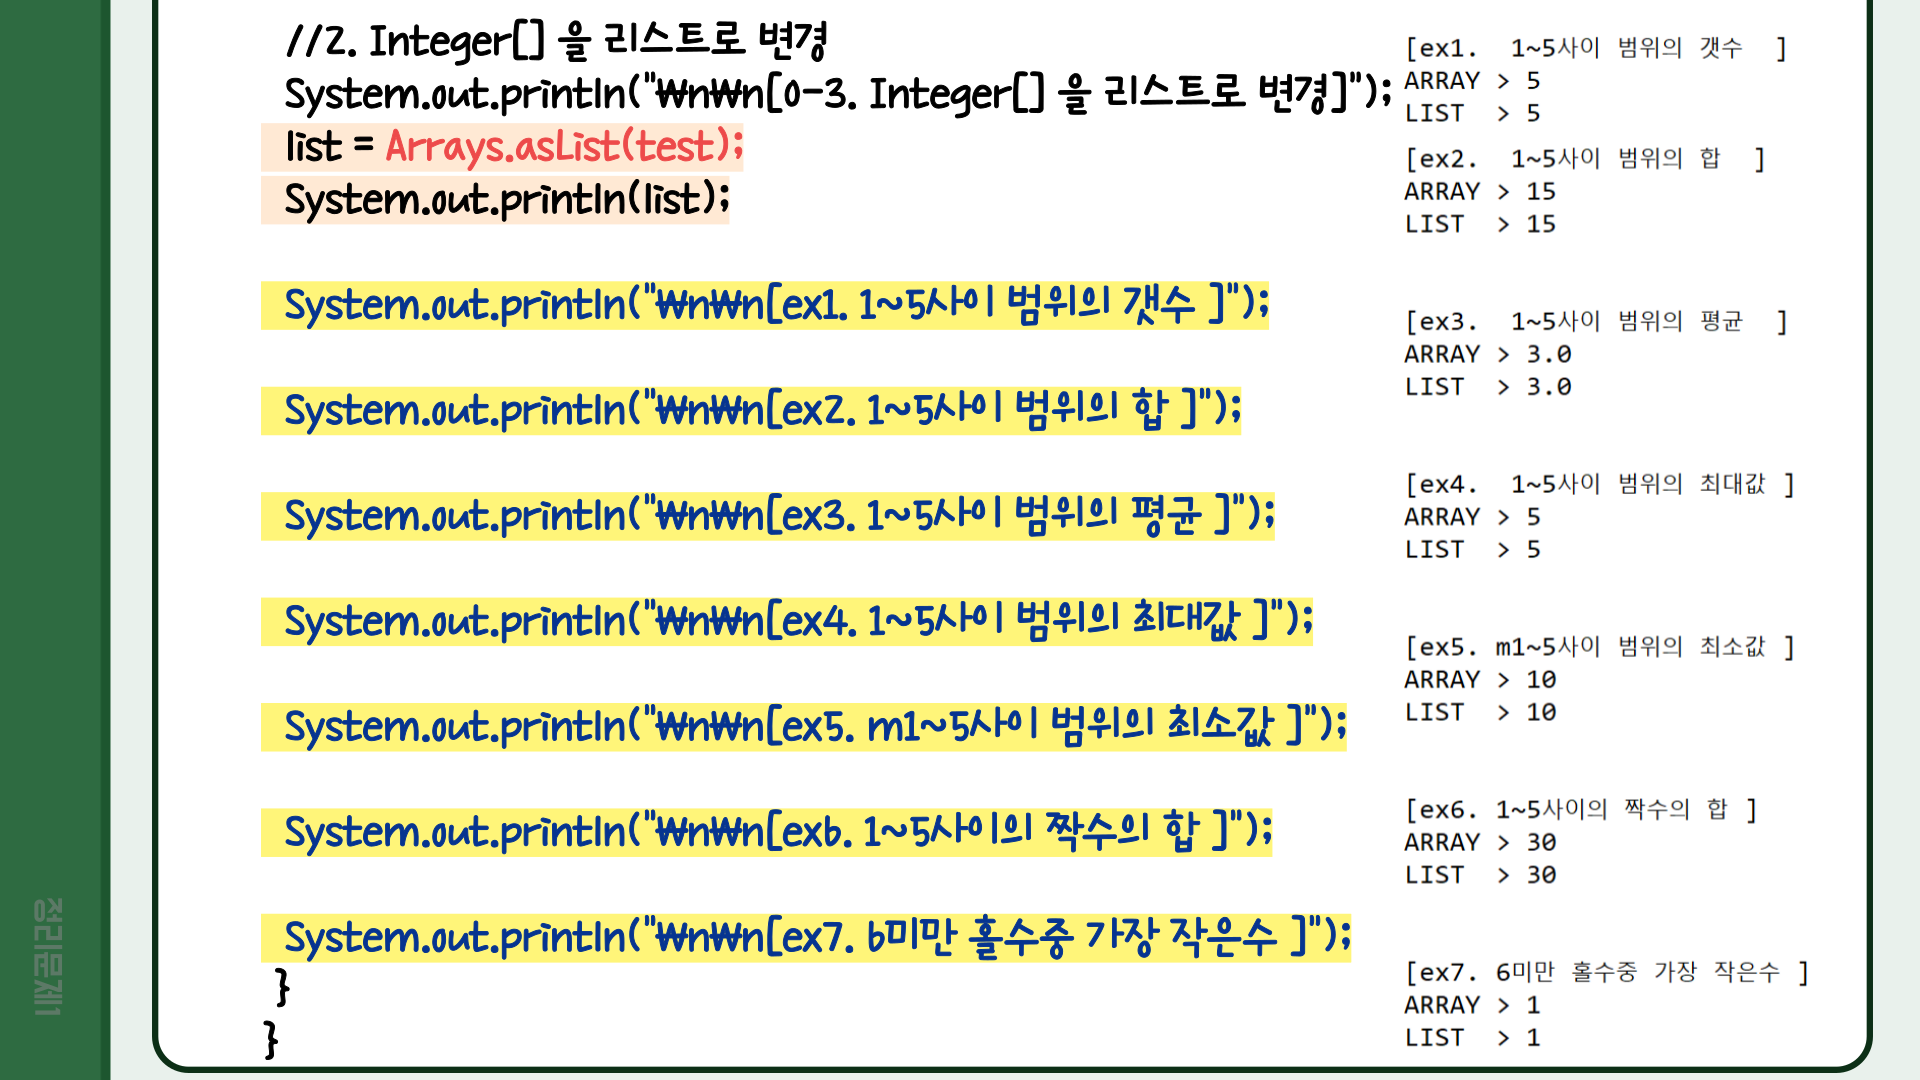 //2. Integer[] 을 리스트로 변경
System.out.println("₩n₩n[0-3. Integer[] 을 리스트로 변경]");
list = Arrays.asList(test);
System.out.println(list);
System.out.println("₩n₩n[ex1. 1~5사이 범위의 갯수 ]");
System.out.println("₩n₩n[ex2. 1~5사이 범위의 합 ]");
System.out.println("₩n₩n[ex3. 1~5사이 범위의 평균 ]");
System.out.println("₩n₩n[ex4. 1~5사이 범위의 최대값 ]");
System.out.println("₩n₩n[ex5. m1~5사이 범위의 최소값 ]");
System.out.println("₩n₩n[ex6. 1~5사이의 짝수의 합 ]");
System.out.println("₩n₩n[ex7. 6미만 홀수중 가장 작은수 ]");
}
}
[ex1.  1~5사이 범위의 갯수  ]
ARRAY > 5
LIST  > 5
[ex2.  1~5사이 범위의 합  ]
ARRAY > 15
LIST  > 15
[ex3.  1~5사이 범위의 평균  ]
ARRAY > 3.0
LIST  > 3.0
[ex4.  1~5사이 범위의 최대값 ]
ARRAY > 5
LIST  > 5
[ex5. m1~5사이 범위의 최소값 ]
ARRAY > 10
LIST  > 10
[ex6. 1~5사이의 짝수의 합 ]
ARRAY > 30
LIST  > 30
[ex7. 6미만 홀수중 가장 작은수 ]
ARRAY > 1
LIST  > 1
정리문제1